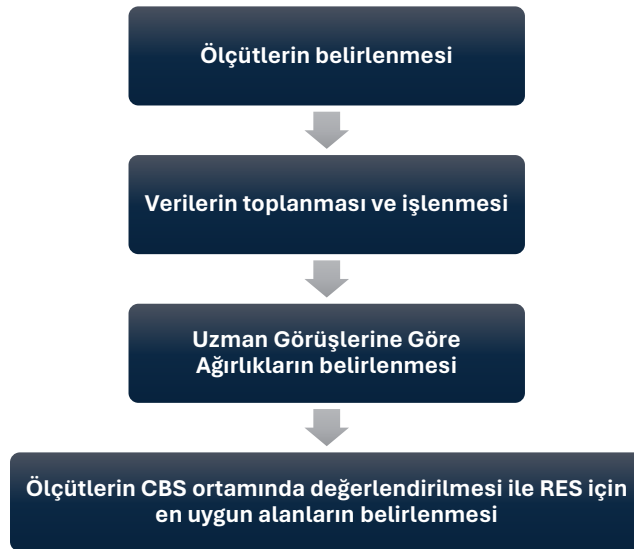 Ölçütlerin belirlenmesi
Verilerin toplanması ve işlenmesi
Uzman Görüşlerine Göre
Ağırlıkların belirlenmesi
Ölçütlerin CBS ortamında değerlendirilmesi ile RES için
en uygun alanların belirlenmesi